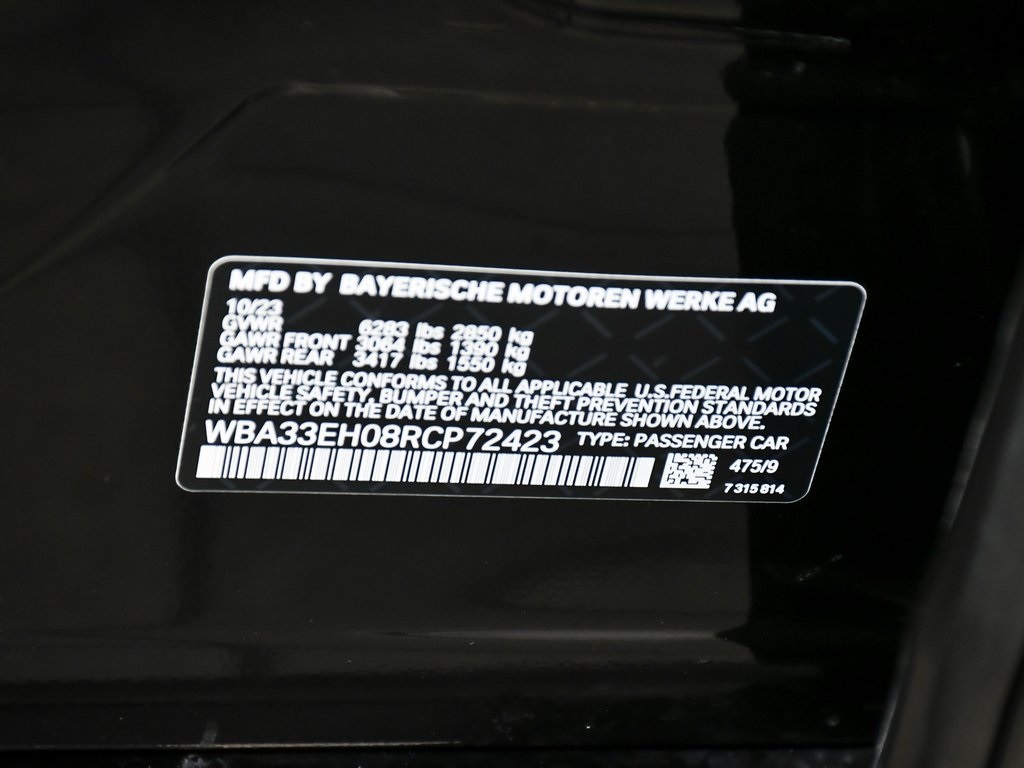 MFD BY BAYERISCHE MOTOREN WERKE AG
10/23
GVWR 6283 lbs 2850 kg
GAWR FRONT 3064 lbs 1390 kg
GAWR REAR 3417 lbs 1550 kg
THIS VEHICLE CONFORMS TO ALL APPLICABLE U.S.FEDERAL MOTOR
VEHICLE SAFETY, BUMPER AND THEFT PREVENTION STANDARDS
IN EFFECT ON THE DATE OF MANUFACTURE SHOWN ABOVE.
WBA33EH08RCP72423 TYPE: PASSENGER CAR
475/9
7 315 814